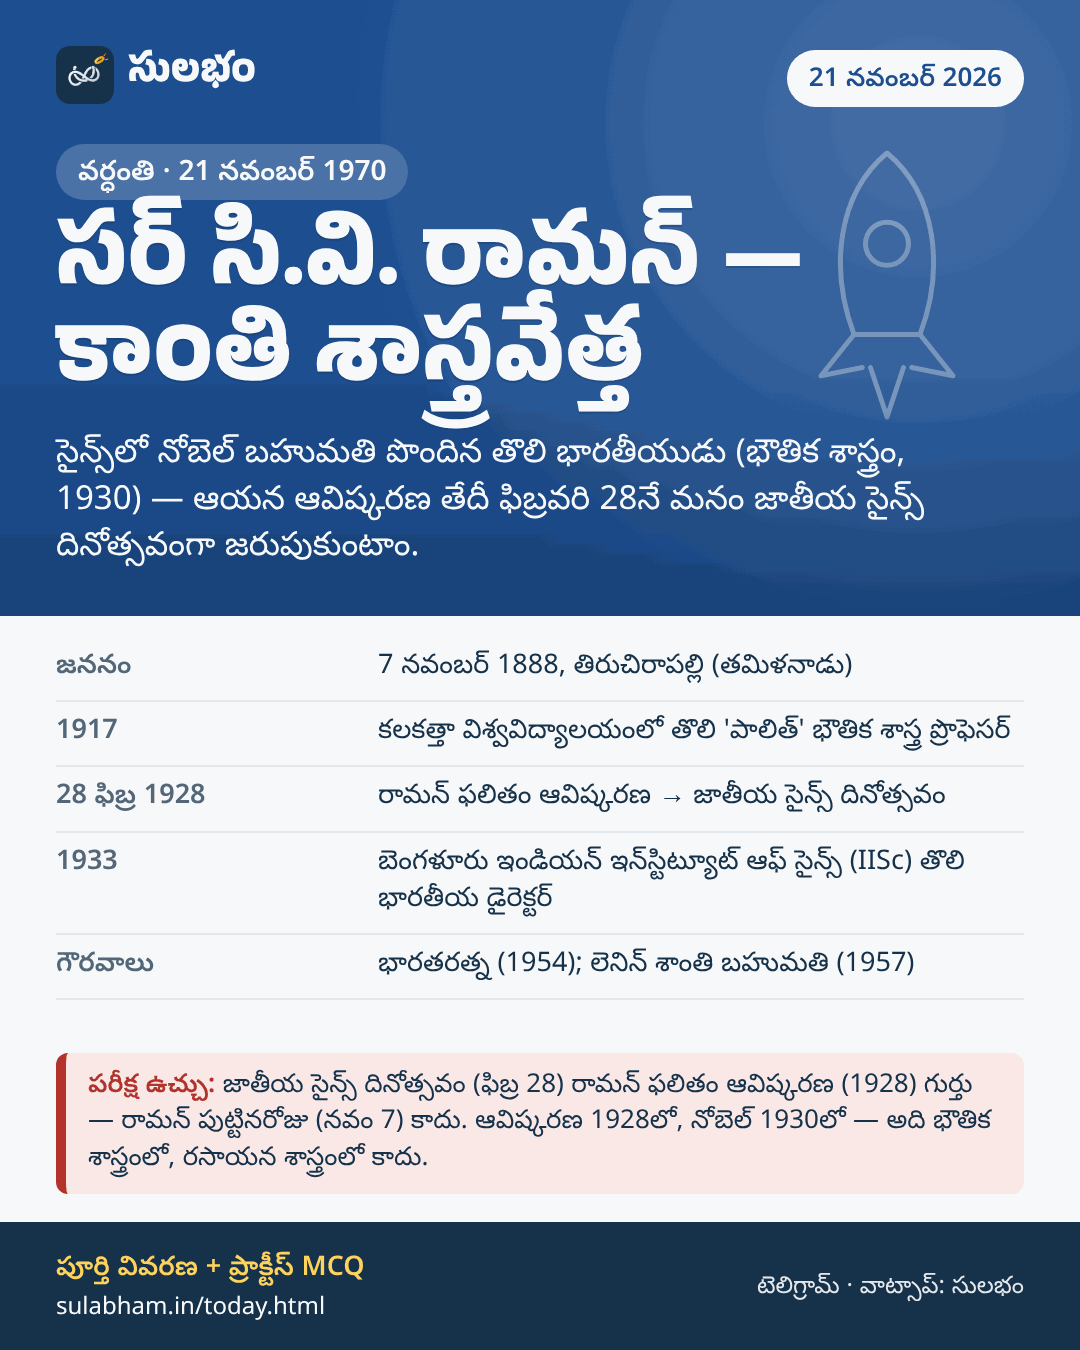 సులభం
21 నవంబర్ 2026
వర్ధంతి · 21 నవంబర్ 1970
సర్ సి.వి. రామన్ —
కాంతి శాస్త్రవేత్త
సైన్స్‌లో నోబెల్ బహుమతి పొందిన తొలి భారతీయుడు (భౌతిక శాస్త్రం,
1930) — ఆయన ఆవిష్కరణ తేదీ ఫిబ్రవరి 28నే మనం జాతీయ సైన్స్
దినోత్సవంగా జరుపుకుంటాం.
జననం
7 నవంబర్ 1888, తిరుచిరాపల్లి (తమిళనాడు)
1917
కలకత్తా విశ్వవిద్యాలయంలో తొలి 'పాలిత్' భౌతిక శాస్త్ర ప్రొఫెసర్
28 ఫిబ్ర 1928
రామన్ ఫలితం ఆవిష్కరణ → జాతీయ సైన్స్ దినోత్సవం
1933
బెంగళూరు ఇండియన్ ఇన్‌స్టిట్యూట్ ఆఫ్ సైన్స్ (IISc) తొలి
భారతీయ డైరెక్టర్
గౌరవాలు
భారతరత్న (1954); లెనిన్ శాంతి బహుమతి (1957)
పరీక్ష ఉచ్చు: జాతీయ సైన్స్ దినోత్సవం (ఫిబ్ర 28) రామన్ ఫలితం ఆవిష్కరణ (1928) గుర్తు
— రామన్ పుట్టినరోజు (నవం 7) కాదు. ఆవిష్కరణ 1928లో, నోబెల్ 1930లో — అది భౌతిక
శాస్త్రంలో, రసాయన శాస్త్రంలో కాదు.
పూర్తి వివరణ + ప్రాక్టీస్ MCQ
sulabham.in/today.html
టెలిగ్రామ్ · వాట్సాప్: సులభం